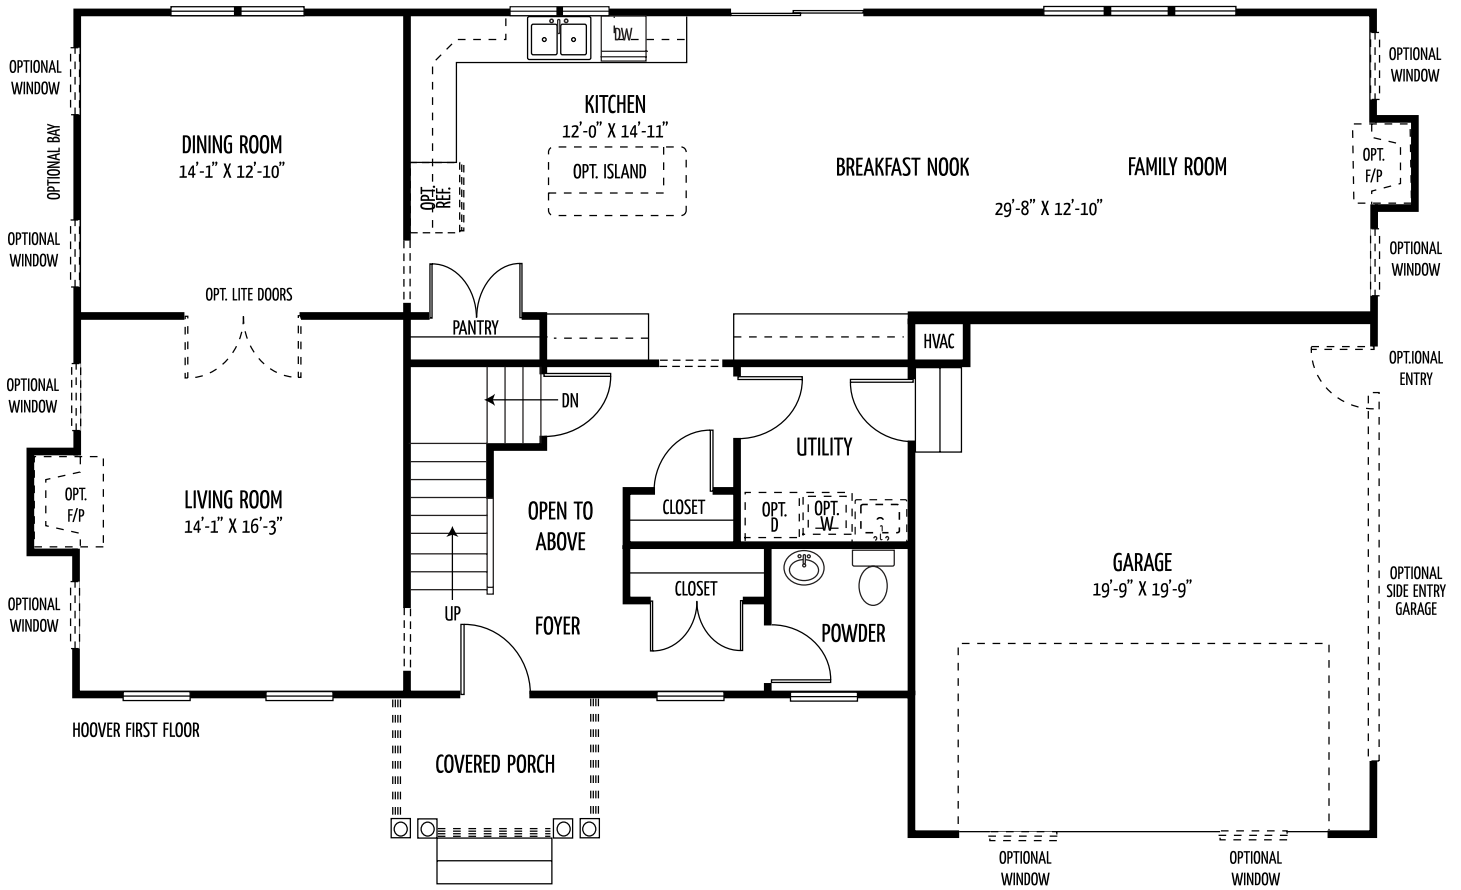 DW
OPTIONAL
WINDOW
OPTIONAL
WINDOW
KITCHEN
12'-0" X 14'-11"
DINING ROOM
14'-1" X 12'-10"
OPTIONAL BAY
OPT. ISLAND
BREAKFAST NOOK
FAMILY ROOM
OPT.
F/P
OPT.
REF.
29'-8" X 12'-10"
OPTIONAL
WINDOW
OPTIONAL
WINDOW
OPT. LITE DOORS
PANTRY
HVAC
OPTIONAL
ENTRY
OPTIONAL
WINDOW
DN
UTILITY
LIVING ROOM
14'-1" X 16'-3"
OPT.
F/P
OPEN TO
ABOVE
CLOSET
OPT.
D
OPT.
W
GARAGE
19'-9" X 19'-9"
CLOSET
OPTIONAL
SIDE ENTRY
GARAGE
OPTIONAL
WINDOW
UP
FOYER
POWDER
HOOVER FIRST FLOOR
COVERED PORCH
OPTIONAL
WINDOW
OPTIONAL
WINDOW